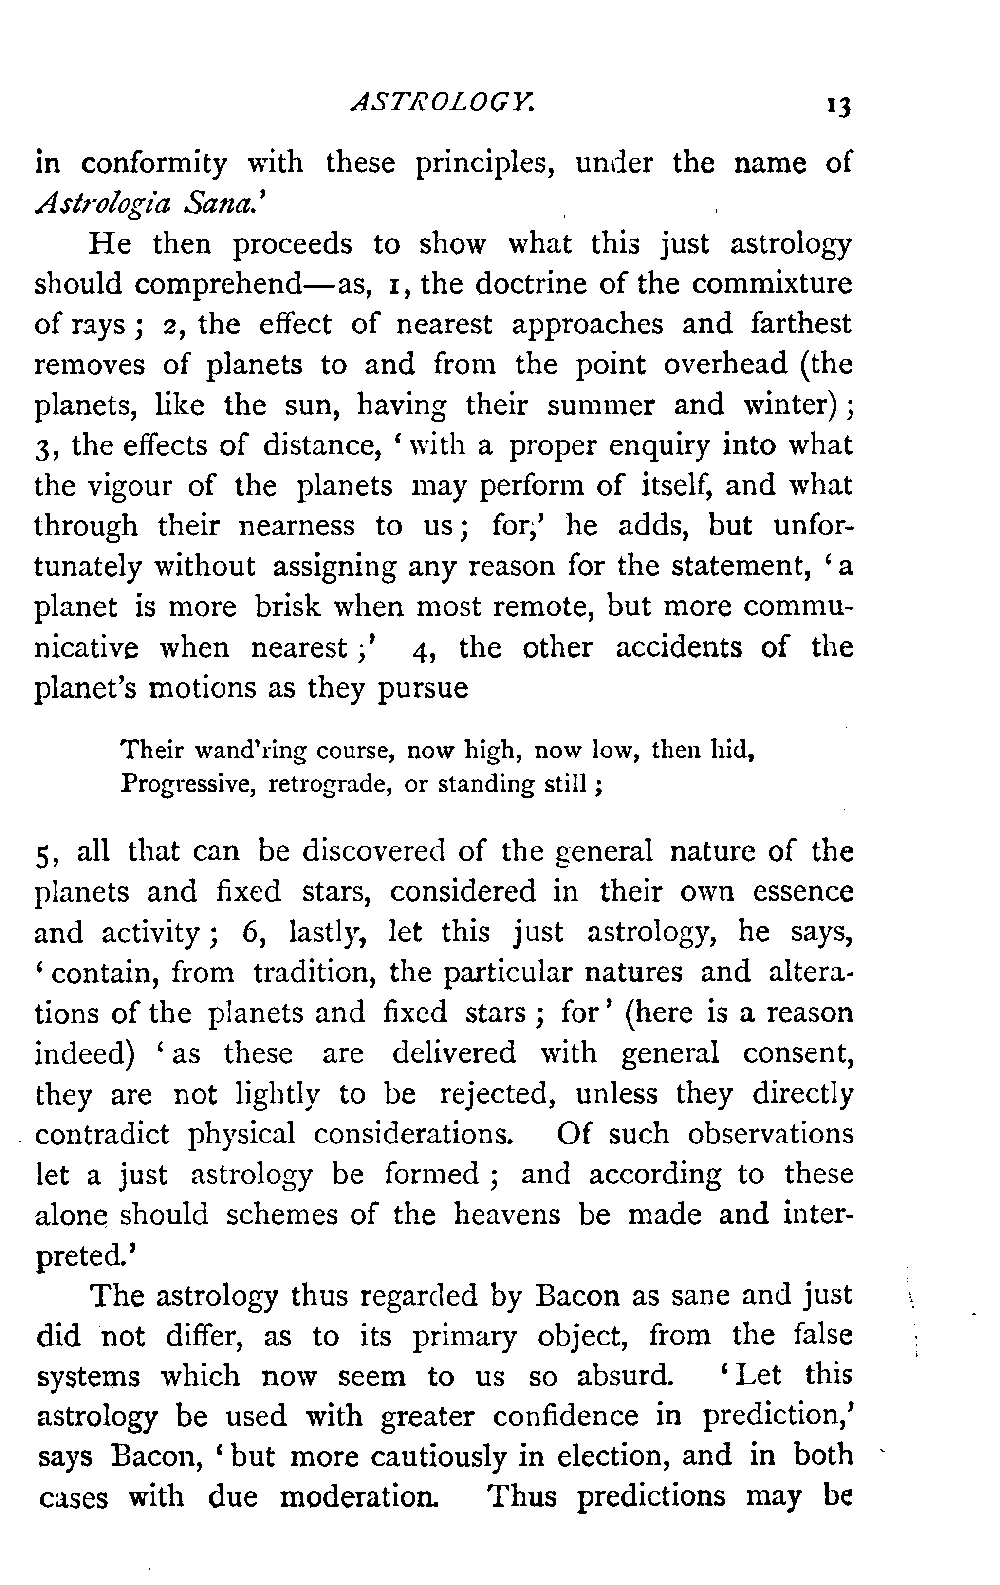 ASTROLOGY. 13
in conformity with these principles, under the name of
Astrologia Sana.'
He then proceeds to show what this just astrology
should comprehend—as, 1, the doctrine of the commixture
of rays ; 2, the effect of nearest approaches and farthest
removes of planets to and from the point overhead (the
planets, like the sun, having their summer and winter) ;
3, the effects of distance, ‘ with a proper enquiry into what
the vigour of the planets may perform of itself, and what
through their nearness to us ; for,’ he adds, but unfor-
tunately without assigning any reason for the statement, ‘ a
planet is more brisk when most remote, but more commu-
nicative when nearest ;’ 4, the other accidents of the
planet's motions as they pursue
Their wand'ring course, now high, now low, then hid,
Progressive, retrograde, or standing still ;
5, all that can be discovered of the general nature of the
planets and fixed stars, considered in their own essence
and activity ; 6, lastly, let this just astrology, he says,
‘ contain, from tradition, the particular natures and altera-
tions of the planets and fixed stars ; for ’ (here is a reason
indeed) ‘ as these are delivered with general consent,
they are not lightly to be rejected, unless they directly
contradict physical considerations. Of such observations
let a just astrology be formed ; and according to these
alone should schemes of the heavens be made and inter-
preted.’
The astrology thus regarded by Bacon as sane and just
did not differ, as to its primary object, from the false
systems which now seem to us so absurd. ‘ Let this
astrology be used with greater confidence in prediction,’
says Bacon, ‘ but more cautiously in election, and in both
cases with due moderation. Thus predictions may be